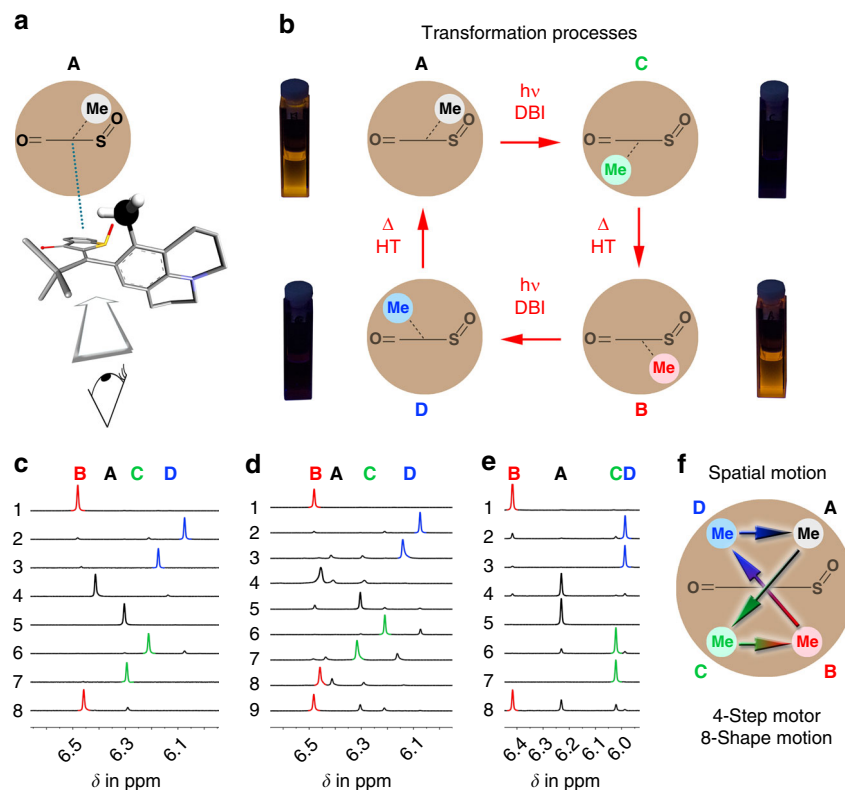 a
A
Me
O=
S
O
b
Transformation processes
A
C
Me
O=
S
O
hν
DBI
O=
S
O
Me
Δ
HT
Δ
HT
Me
O=
S
O
hν
DBI
O=
S
O
Me
D
B
c
B A C D
1
2
3
4
5
6
7
8
6.5 6.3 6.1
δ in ppm
d
B A C D
1
2
3
4
5
6
7
8
9
6.5 6.3 6.1
δ in ppm
e
B A C D
1
2
3
4
5
6
7
8
6.4 6.3 6.2 6.1 6.0
δ in ppm
f
Spatial motion
D A
Me Me
O=
S
O
Me Me
C B
4-Step motor
8-Shape motion